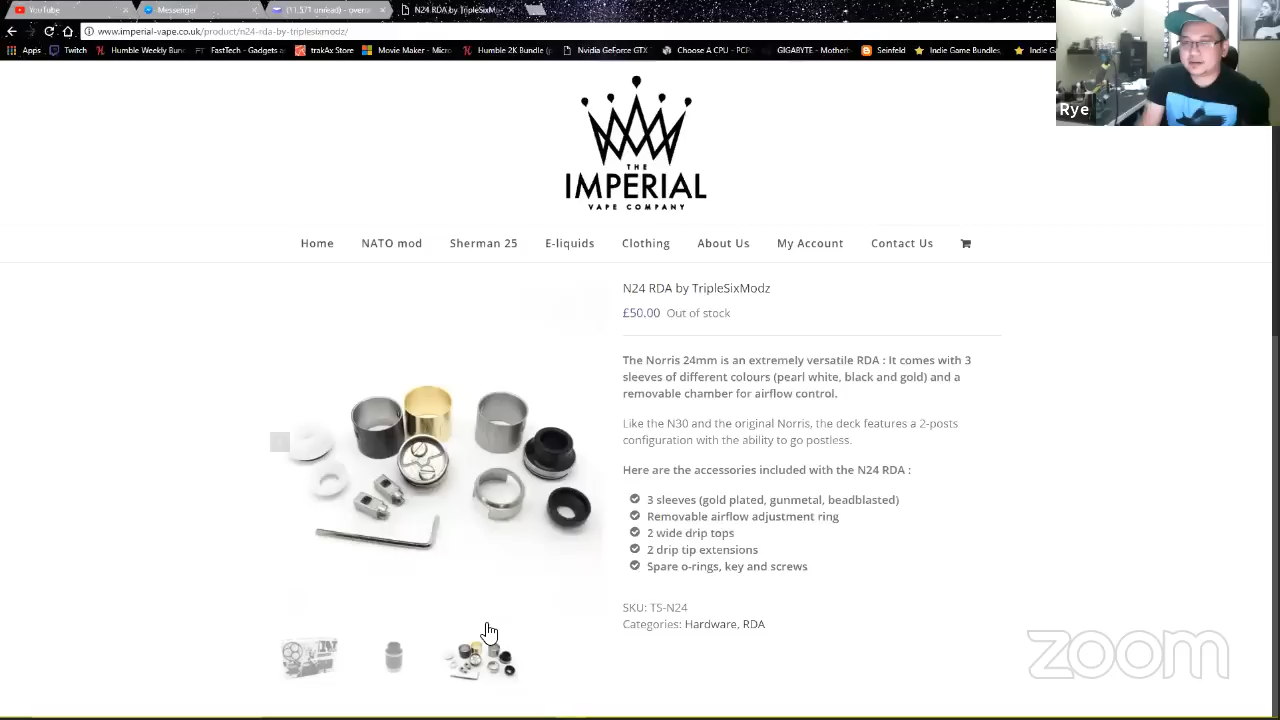 YouTube
Messenger
(11,571 unread) - overc
N24 RDA by TripleSixM
www.imperial-vape.co.uk/product/n24-rda-by-triplesixmodz/
Apps
Twitch
Humble Weekly Bun
FastTech - Gadgets a
trakAx Store
Movie Maker - Micro
Humble 2K Bundle (p
Nvidia GeForce GTX
Choose A CPU - PCP
GIGABYTE - Mother
Seinfeld
Indie Game Bundles
Indie G
Rye
THE
IMPERIAL
VAPE COMPANY
Home
NATO mod
Sherman 25
E-liquids
Clothing
About Us
My Account
Contact Us
N24 RDA by TripleSixModz
£50.00 Out of stock
The Norris 24mm is an extremely versatile RDA : It comes with 3
sleeves of different colours (pearl white, black and gold) and a
removable chamber for airflow control.
Like the N30 and the original Norris, the deck features a 2-posts
configuration with the ability to go postless.
Here are the accessories included with the N24 RDA :
3 sleeves (gold plated, gunmetal, beadblasted)
Removable airflow adjustment ring
2 wide drip tops
2 drip tip extensions
Spare o-rings, key and screws
SKU: TS-N24
Categories: Hardware, RDA
zoom